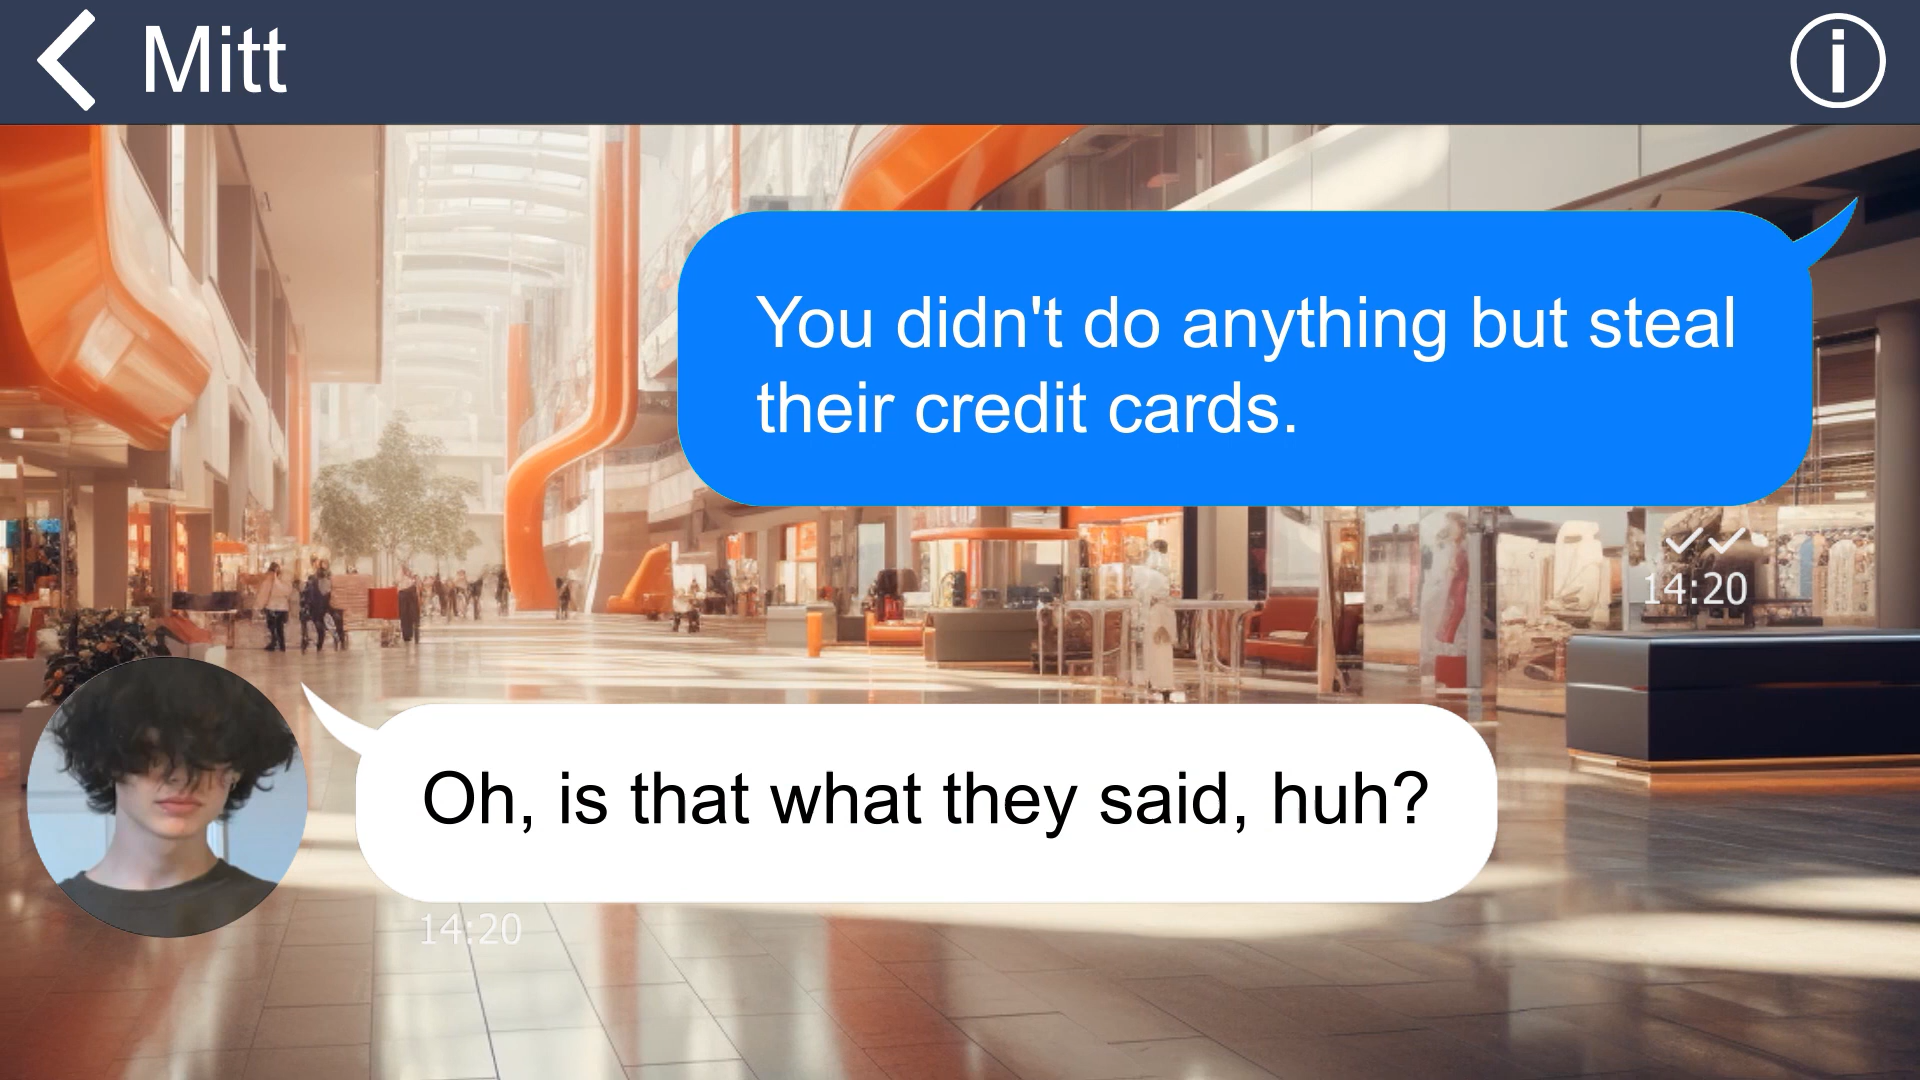 Mitt
You didn't do anything but steal
their credit cards.
14:20
Oh, is that what they said, huh?
14:20